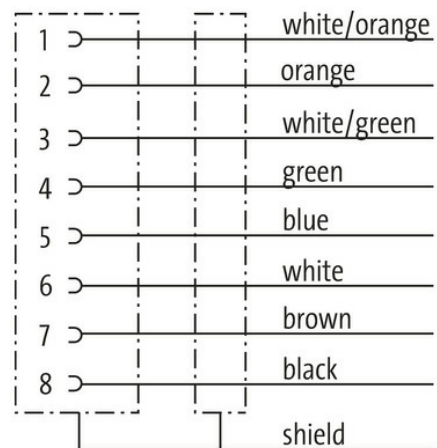 1 white/orange
2 orange
3 white/green
4 green
5 blue
6 white
7 brown
8 black
shield